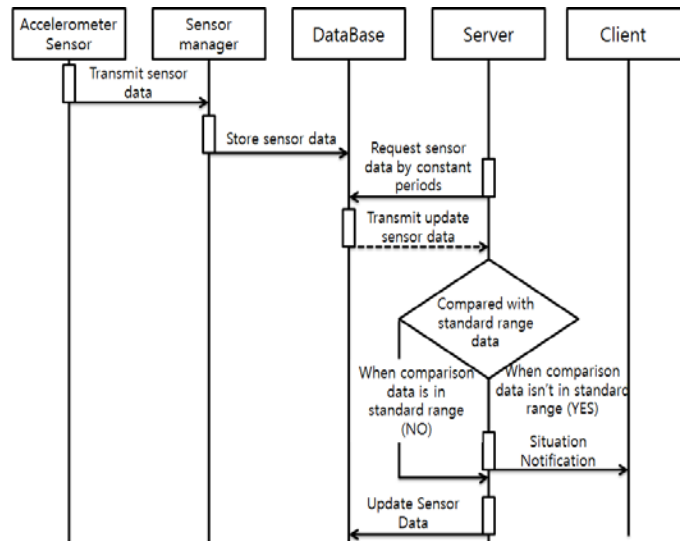 Accelerometer
Sensor
Sensor
manager
DataBase
Server
Client
Transmit sensor
data
Store sensor data
Request sensor
data by constant
periods
Transmit update
sensor data
Compared with
standard range
data
When comparison
data is in
standard range
(NO)
When comparison
data isn't in standard
range (YES)
Situation
Notification
Update Sensor
Data